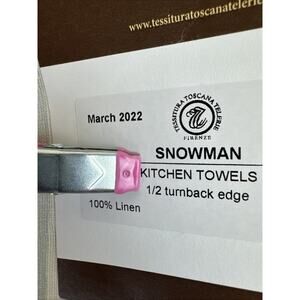 www.tessituratoscanatelerie
March 2022
TESSITURA TOSCANA TELERIE
FIRENZE
SNOWMAN
KITCHEN TOWELS
1/2 turnback edge
100% Linen